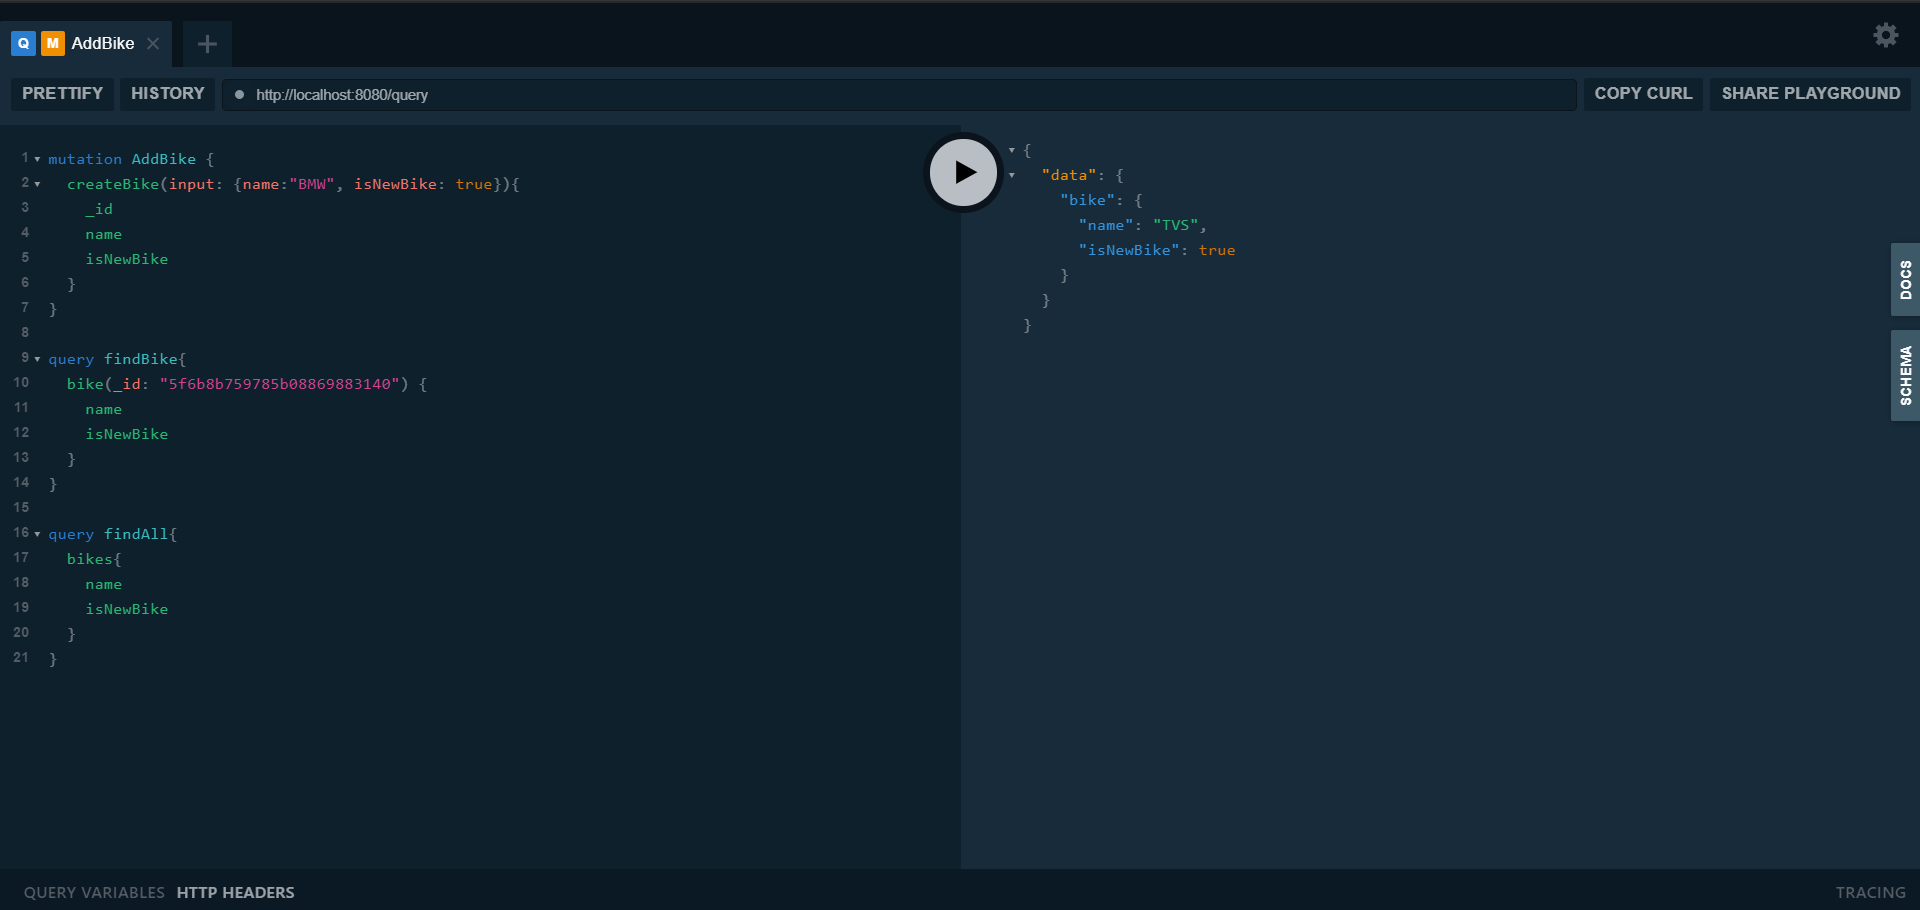 Q M AddBike
PRETTIFY HISTORY http://localhost:8080/query COPY CURL SHARE PLAYGROUND
1 mutation AddBike {
2 createBike(input: {name:"BMW", isNewBike: true}){
3 _id
4 name
5 isNewBike
6 }
7 }
8
9 query findBike{
10 bike(_id: "5f6b8b759785b08869883140") {
11 name
12 isNewBike
13 }
14 }
15
16 query findAll{
17 bikes{
18 name
19 isNewBike
20 }
21 }
{
"data": {
"bike": {
"name": "TVS",
"isNewBike": true
}
}
}
DOCS
SCHEMA
QUERY VARIABLES HTTP HEADERS TRACING